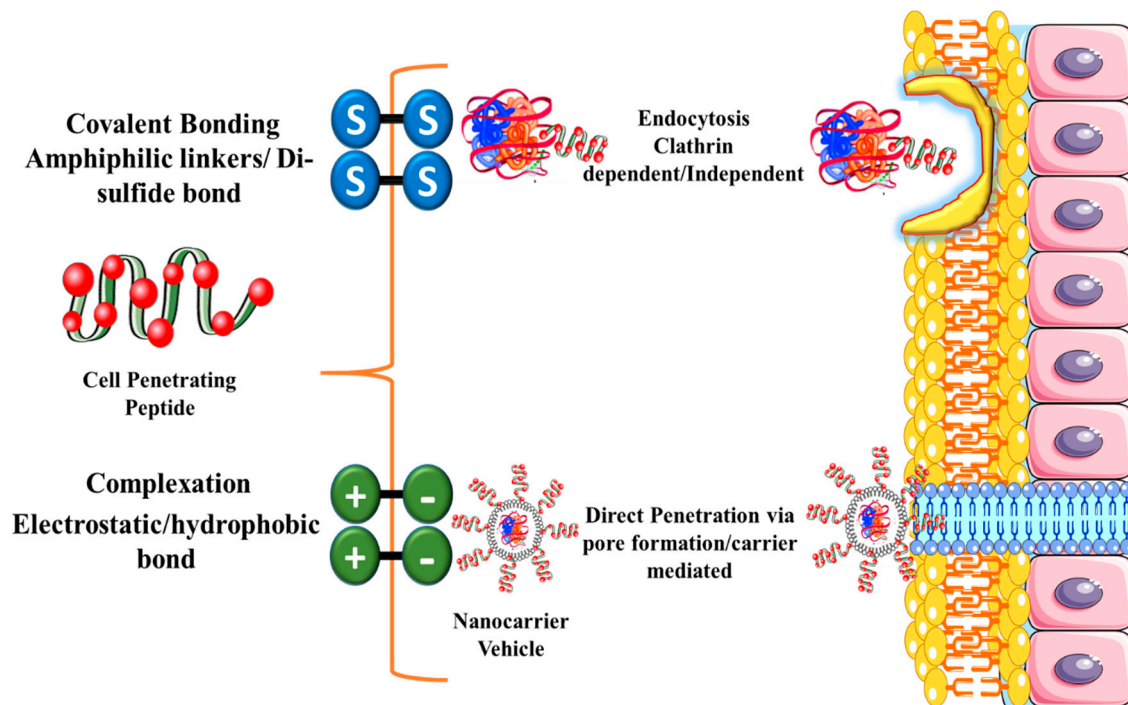 Covalent Bonding
Amphiphilic linkers/ Di-
sulfide bond
S S
S S
Endocytosis
Clathrin
dependent/Independent
Cell Penetrating
Peptide
Complexation
Electrostatic/hydrophobic
bond
+ -
+ -
Nanocarrier
Vehicle
Direct Penetration via
pore formation/carrier
mediated